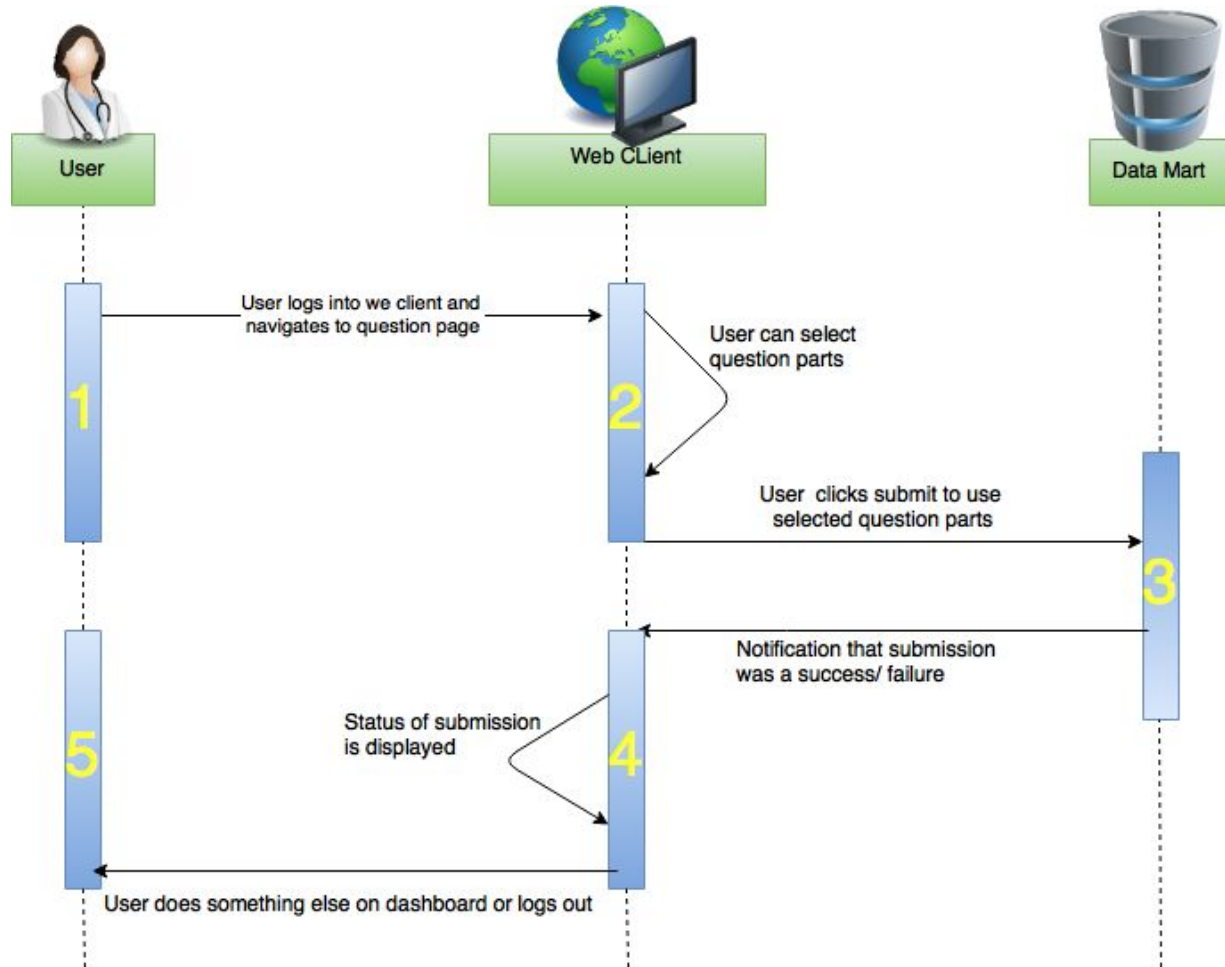 User
Web CLient
Data Mart
User logs into we client and
navigates to question page
User can select
question parts
1
2
User  clicks submit to use
selected question parts
3
Notification that submission
was a success/ failure
Status of submission
is displayed
5
4
User does something else on dashboard or logs out